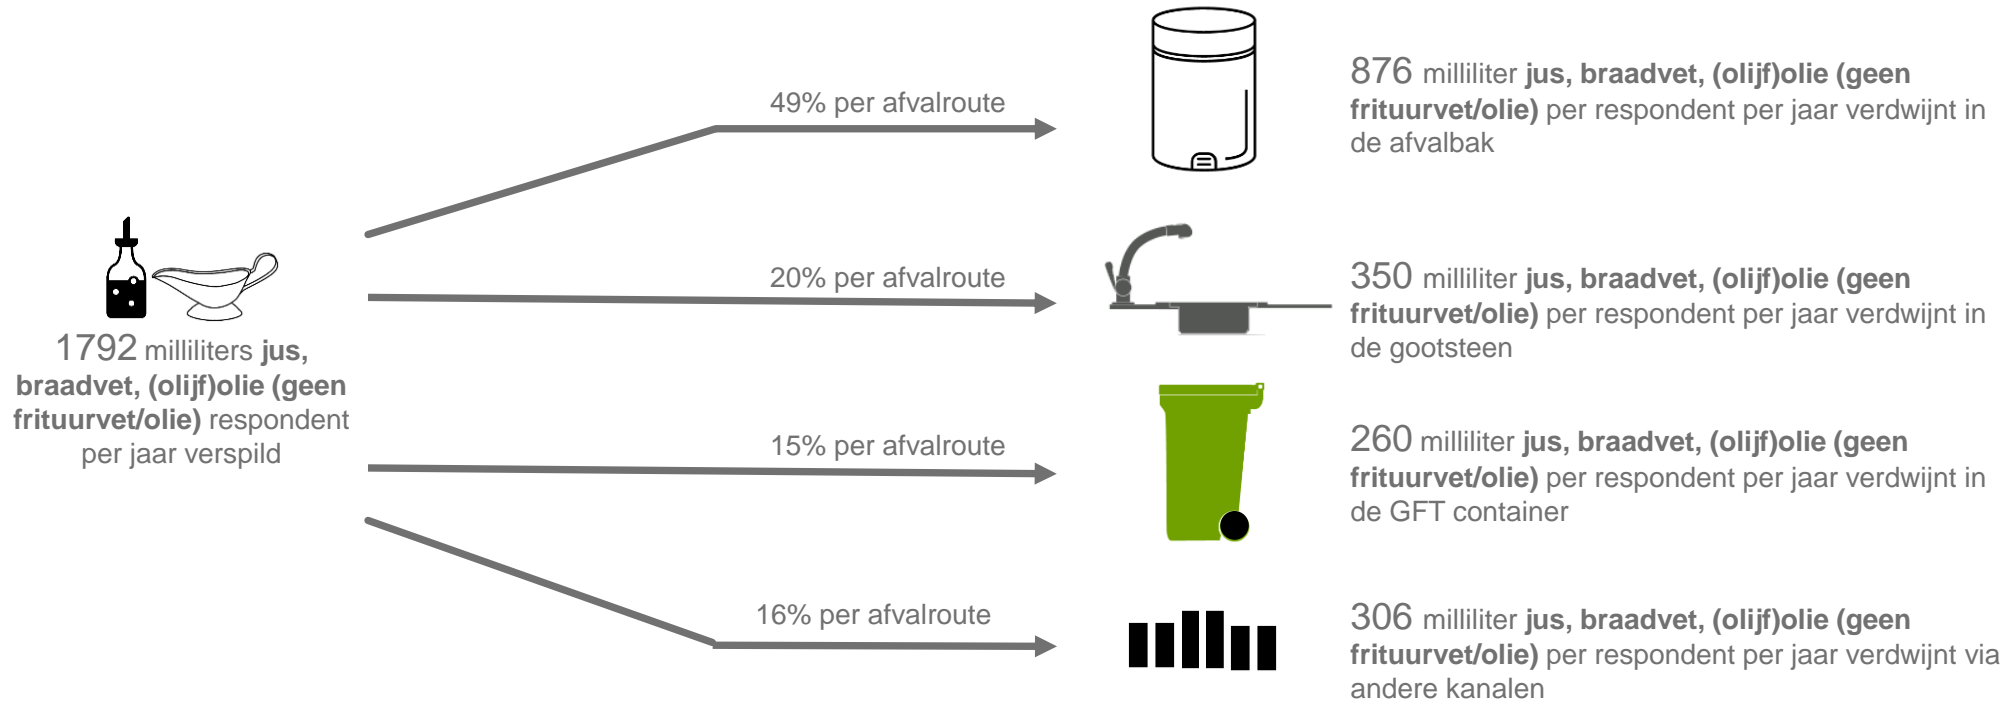 1792 milliliters jus,
braadvet, (olijf)olie (geen
frituurvet/olie) respondent
per jaar verspild
49% per afvalroute
876 milliliter jus, braadvet, (olijf)olie (geen
frituurvet/olie) per respondent per jaar verdwijnt in
de afvalbak
20% per afvalroute
350 milliliter jus, braadvet, (olijf)olie (geen
frituurvet/olie) per respondent per jaar verdwijnt in
de gootsteen
15% per afvalroute
260 milliliter jus, braadvet, (olijf)olie (geen
frituurvet/olie) per respondent per jaar verdwijnt in
de GFT container
16% per afvalroute
306 milliliter jus, braadvet, (olijf)olie (geen
frituurvet/olie) per respondent per jaar verdwijnt via
andere kanalen